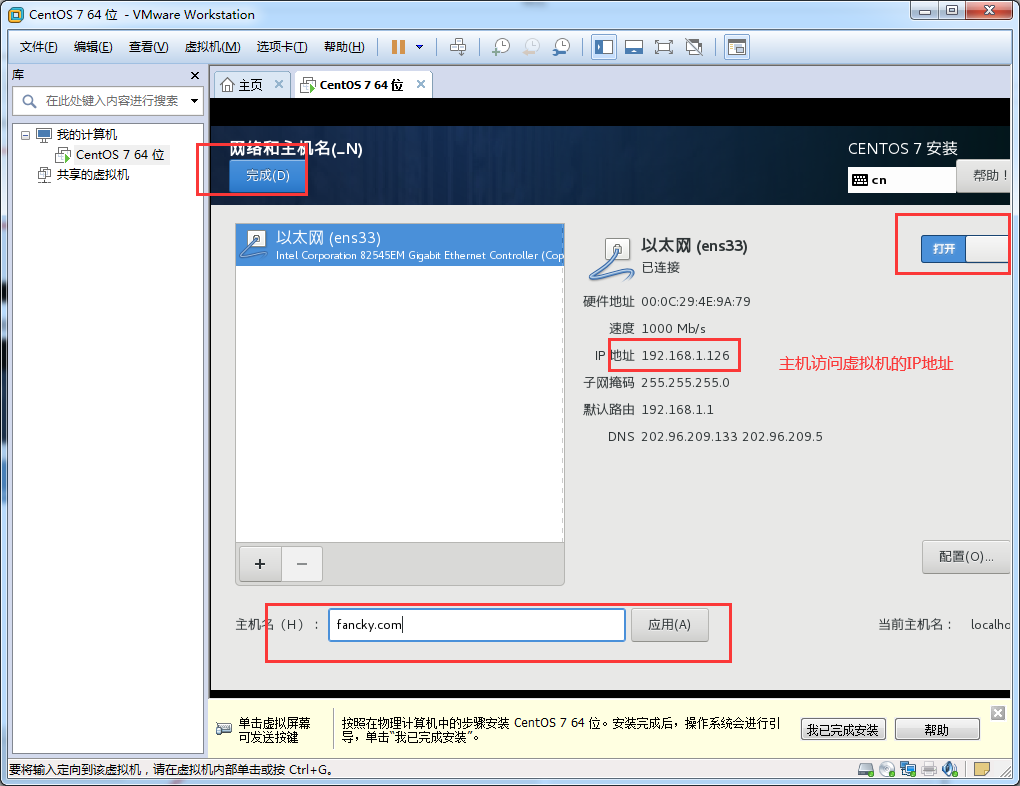 CentOS 7 64 位 - VMware Workstation
文件(F) 编辑(E) 查看(V) 虚拟机(M) 选项卡(T) 帮助(H)
库
在此处键入内容进行搜索
我的计算机
CentOS 7 64 位
共享的虚拟机
主页 CentOS 7 64 位
网络和主机名(_N)
完成(D)
CENTOS 7 安装
cn
帮助！
以太网 (ens33)
Intel Corporation 82545EM Gigabit Ethernet Controller (Cop
以太网 (ens33)
已连接
打开
硬件地址 00:0C:29:4E:9A:79
速度 1000 Mb/s
IP 地址 192.168.1.126
主机访问虚拟机的IP地址
子网掩码 255.255.255.0
默认路由 192.168.1.1
DNS 202.96.209.133 202.96.209.5
+ −
配置(O)...
主机名（H）： fancky.com 应用(A)
当前主机名： localho
单击虚拟屏幕
可发送按键
按照在物理计算机中的步骤安装 CentOS 7 64 位。安装完成后，操作系统会进行引
导，单击“我已完成安装”。
我已完成安装 帮助
要将输入定向到该虚拟机，请在虚拟机内部单击或按 Ctrl+G。